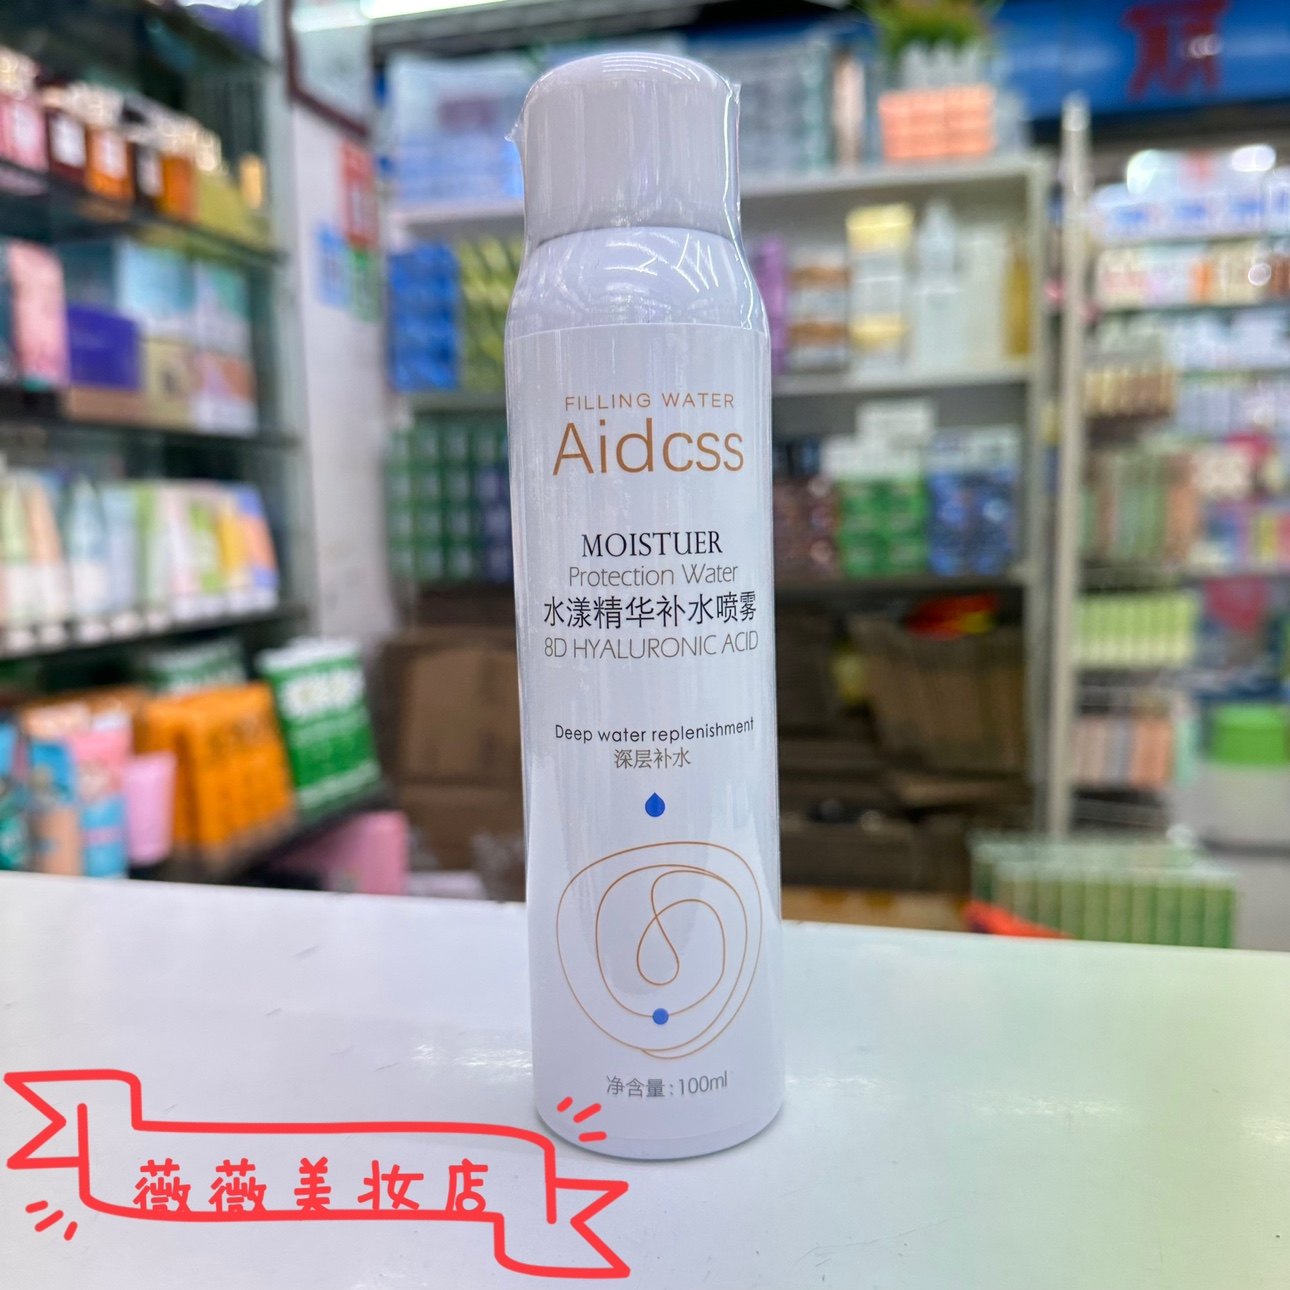 FILLING WATER
Aidcss
MOISTUER
Protection Water
水漾精华补水喷雾
8D HYALURONIC ACID
Deep water replenishment
深层补水
净含量:100ml
薇薇美妆店